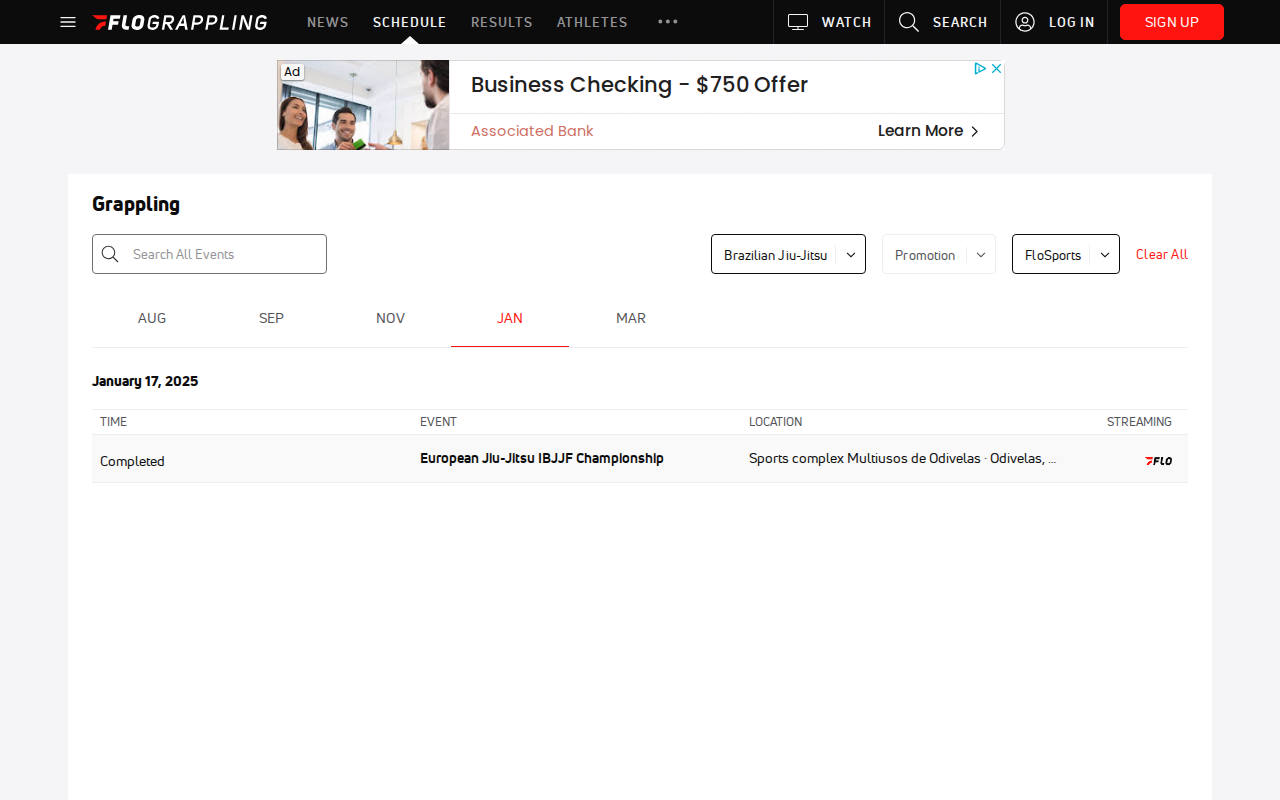 FLOGRAPPLING NEWS SCHEDULE RESULTS ATHLETES WATCH SEARCH LOG IN SIGN UP
Ad
Business Checking - $750 Offer
Associated Bank
Learn More
Grappling
Search All Events
Brazilian Jiu-Jitsu
Promotion
FloSports
Clear All
AUG SEP NOV JAN MAR
January 17, 2025
TIME EVENT LOCATION STREAMING
Completed European Jiu-Jitsu IBJJF Championship Sports complex Multiusos de Odivelas · Odivelas, ... FLO